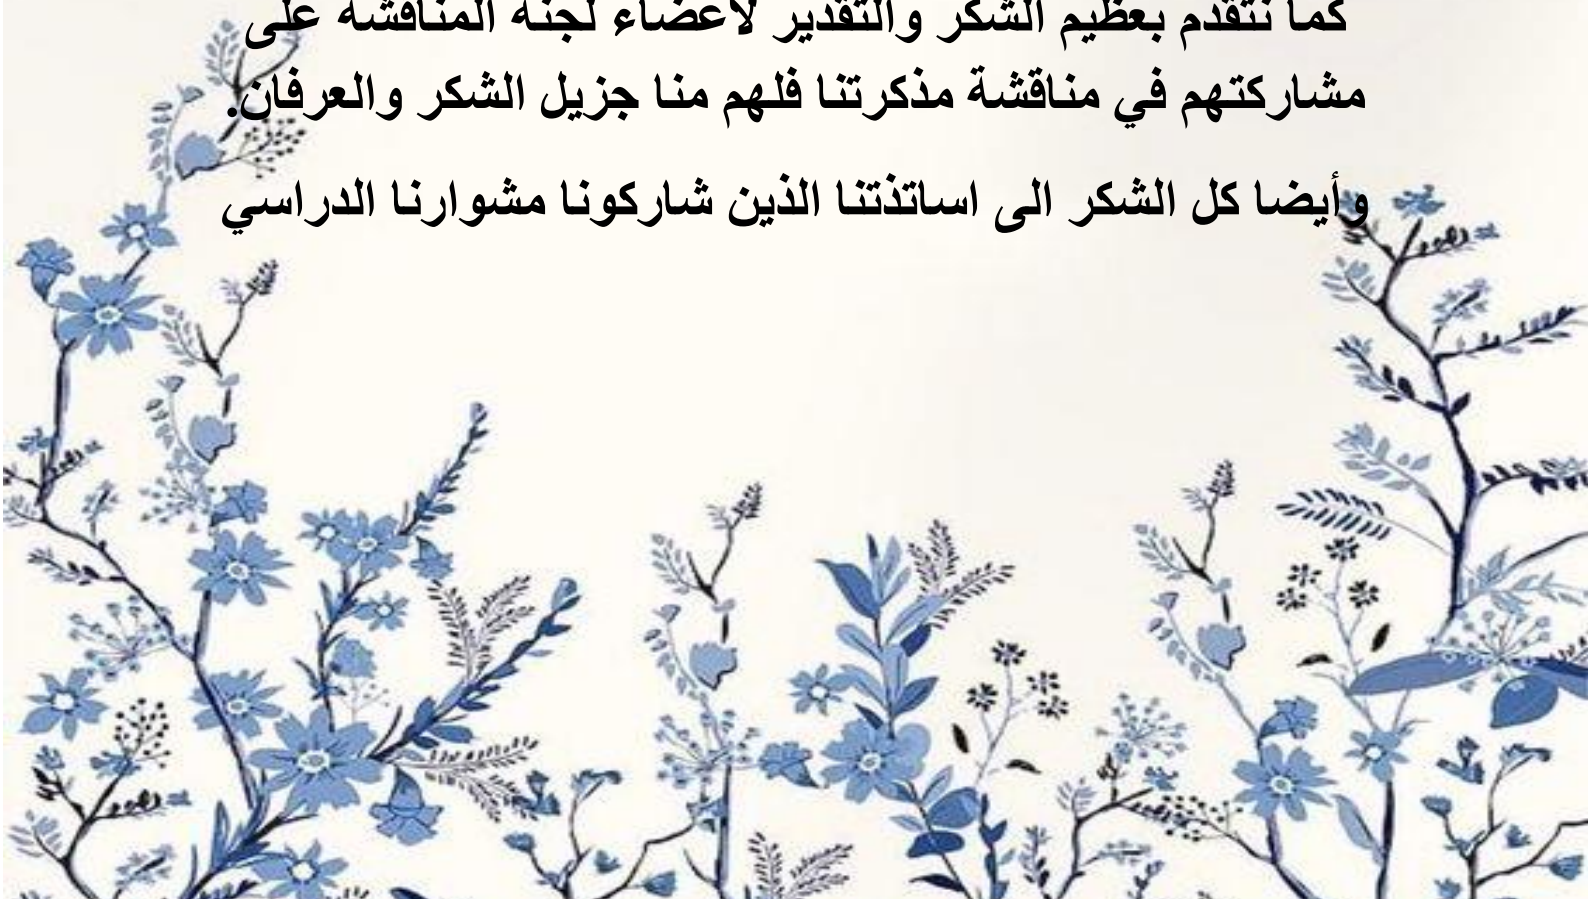 كما نتقدم بعظيم الشكر والتقدير لأعضاء لجنة المناقشة على
مشاركتهم في مناقشة مذكرتنا فلهم منا جزيل الشكر والعرفان.
وأيضا كل الشكر الى اساتذتنا الذين شاركونا مشوارنا الدراسي